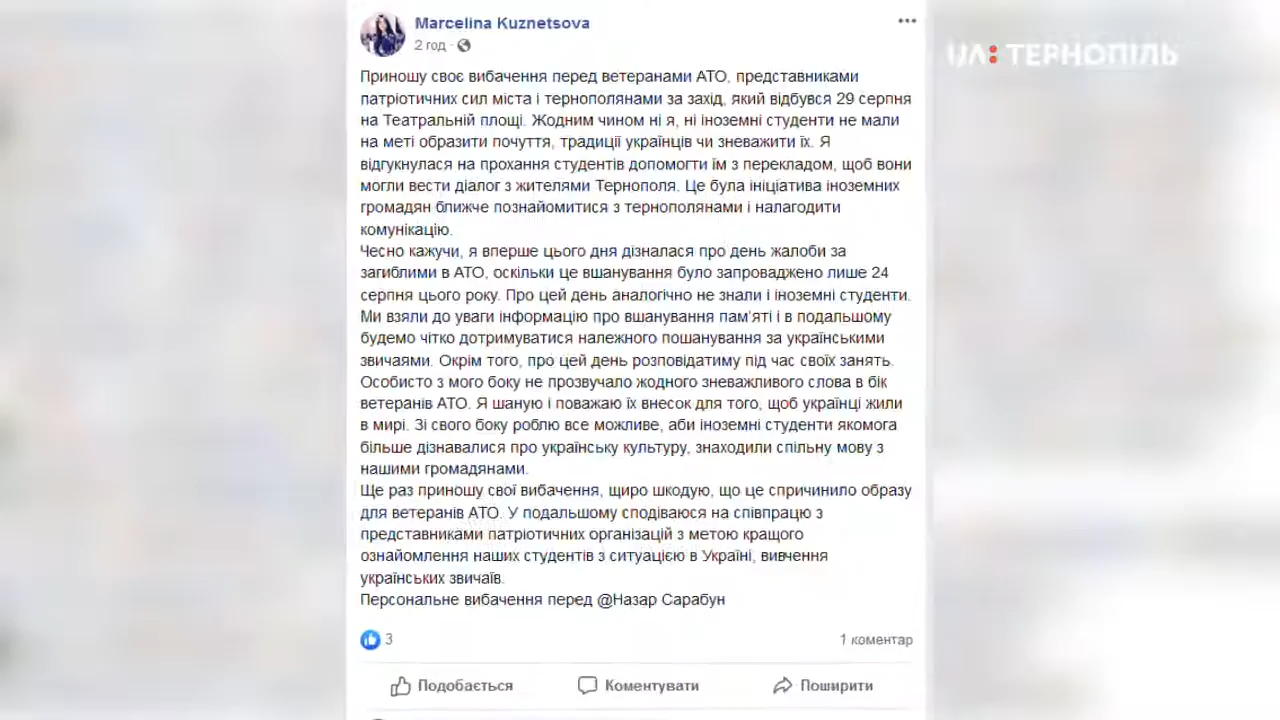 Marcelina Kuznetsova
2 год ·
UA: ТЕРНОПІЛЬ
Приношу своє вибачення перед ветеранами АТО, представниками
патріотичних сил міста і тернополянами за захід, який відбувся 29 серпня
на Театральній площі. Жодним чином ні я, ні іноземні студенти не мали
на меті образити почуття, традиції українців чи зневажити їх. Я
відгукнулася на прохання студентів допомогти їм з перекладом, щоб вони
могли вести діалог з жителями Тернополя. Це була ініціатива іноземних
громадян ближче познайомитися з тернополянами і налагодити
комунікацію.
Чесно кажучи, я вперше цього дня дізналася про день жалоби за
загиблими в АТО, оскільки це вшанування було запроваджено лише 24
серпня цього року. Про цей день аналогічно не знали і іноземні студенти.
Ми взяли до уваги інформацію про вшанування пам'яті і в подальшому
будемо чітко дотримуватися належного пошанування за українськими
звичаями. Окрім того, про цей день розповідатиму під час своїх занять.
Особисто з мого боку не прозвучало жодного зневажливого слова в бік
ветеранів АТО. Я шаную і поважаю їх внесок для того, щоб українці жили
в мирі. Зі свого боку роблю все можливе, аби іноземні студенти якомога
більше дізнавалися про українську культуру, знаходили спільну мову з
нашими громадянами.
Ще раз приношу свої вибачення, щиро шкодую, що це спричинило образу
для ветеранів АТО. У подальшому сподіваюся на співпрацю з
представниками патріотичних організацій з метою кращого
ознайомлення наших студентів з ситуацією в Україні, вивчення
українських звичаїв.
Персональне вибачення перед @Назар Сарабун
3
1 коментар
Подобається Коментувати Поширити